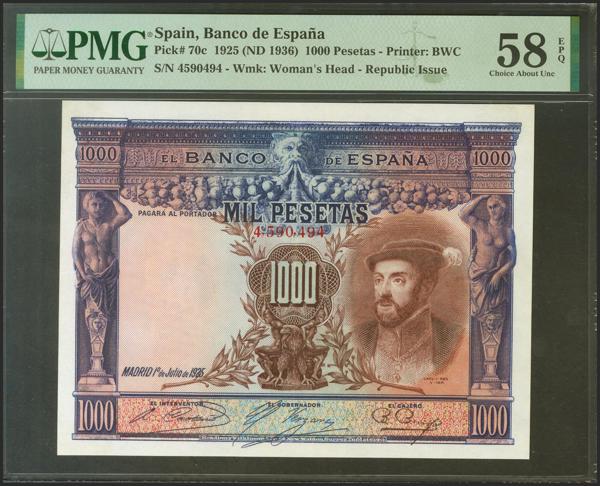 PMG
PAPER MONEY GUARANTY
Spain, Banco de España
Pick# 70c 1925 (ND 1936) 1000 Pesetas - Printer: BWC
S/N 4590494 - Wmk: Woman's Head - Republic Issue
58 EPQ
Choice About Unc
1000 EL BANCO DE ESPAÑA 1000
PAGARÁ AL PORTADOR
MIL PESETAS
4,590,494
1000
MADRID 1º de Julio de 1925
EL INTERVENTOR EL GOBERNADOR EL CAJERO
1000 1000